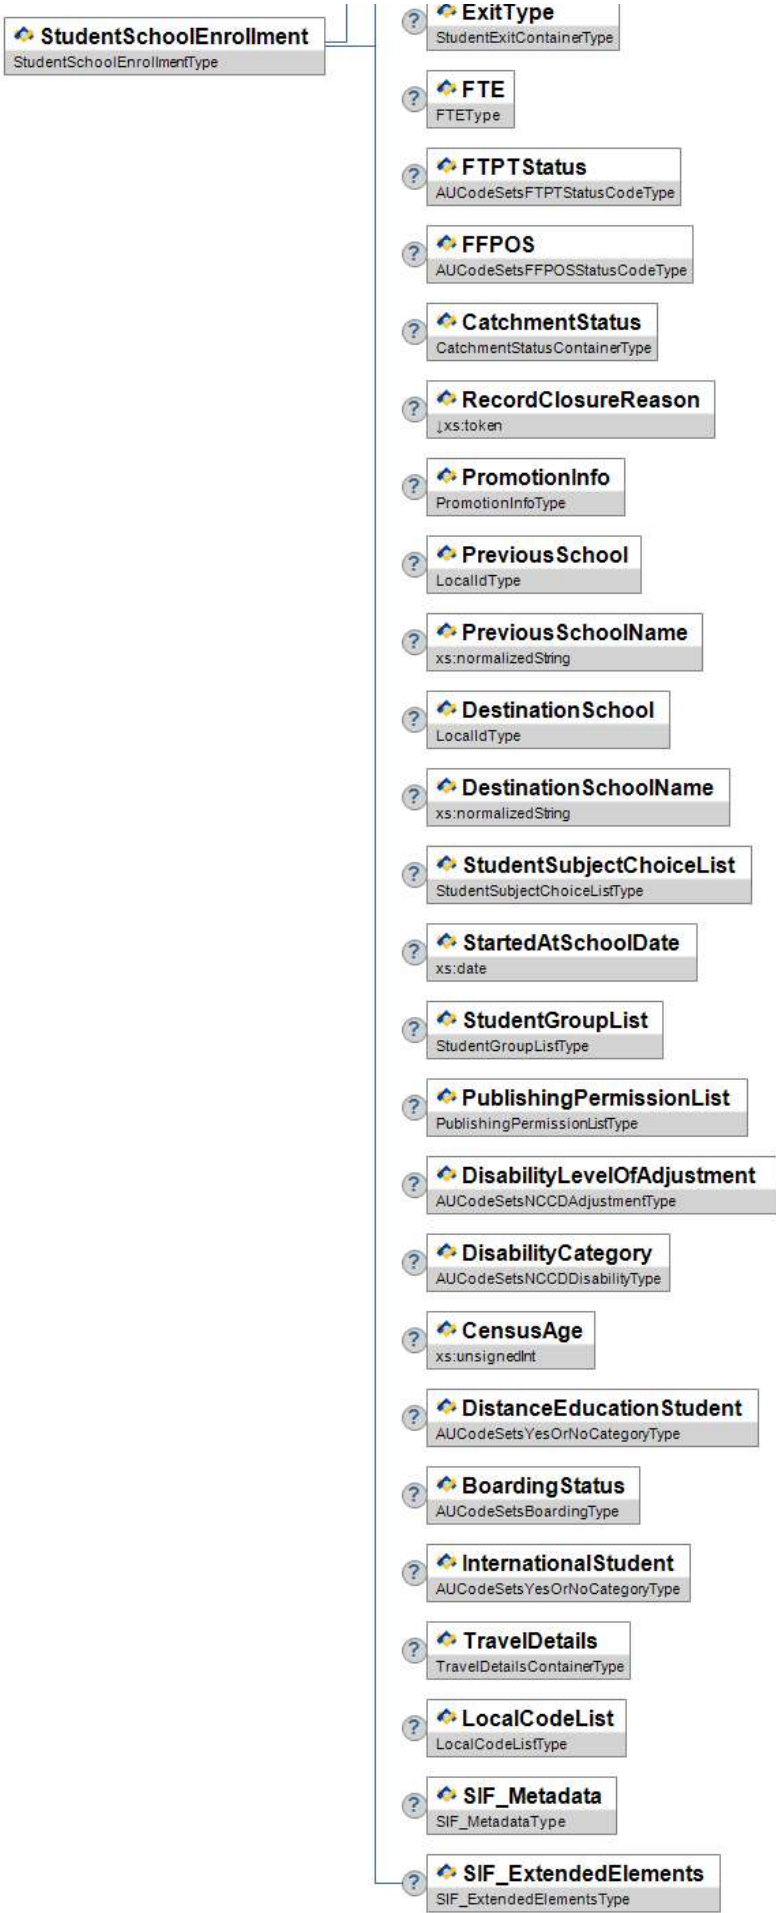 StudentSchoolEnrollment
StudentSchoolEnrollmentType
?
ExitType
StudentExitContainerType
?
FTE
FTEType
?
FTPTStatus
AUCodeSetsFTPTStatusCodeType
?
FFPOS
AUCodeSetsFFPOSStatusCodeType
?
CatchmentStatus
CatchmentStatusContainerType
?
RecordClosureReason
↓xs:token
?
PromotionInfo
PromotionInfoType
?
PreviousSchool
LocalIdType
?
PreviousSchoolName
xs:normalizedString
?
DestinationSchool
LocalIdType
?
DestinationSchoolName
xs:normalizedString
?
StudentSubjectChoiceList
StudentSubjectChoiceListType
?
StartedAtSchoolDate
xs:date
?
StudentGroupList
StudentGroupListType
?
PublishingPermissionList
PublishingPermissionListType
?
DisabilityLevelOfAdjustment
AUCodeSetsNCCDAdjustmentType
?
DisabilityCategory
AUCodeSetsNCCDDisabilityType
?
CensusAge
xs:unsignedInt
?
DistanceEducationStudent
AUCodeSetsYesOrNoCategoryType
?
BoardingStatus
AUCodeSetsBoardingType
?
InternationalStudent
AUCodeSetsYesOrNoCategoryType
?
TravelDetails
TravelDetailsContainerType
?
LocalCodeList
LocalCodeListType
?
SIF_Metadata
SIF_MetadataType
?
SIF_ExtendedElements
SIF_ExtendedElementsType